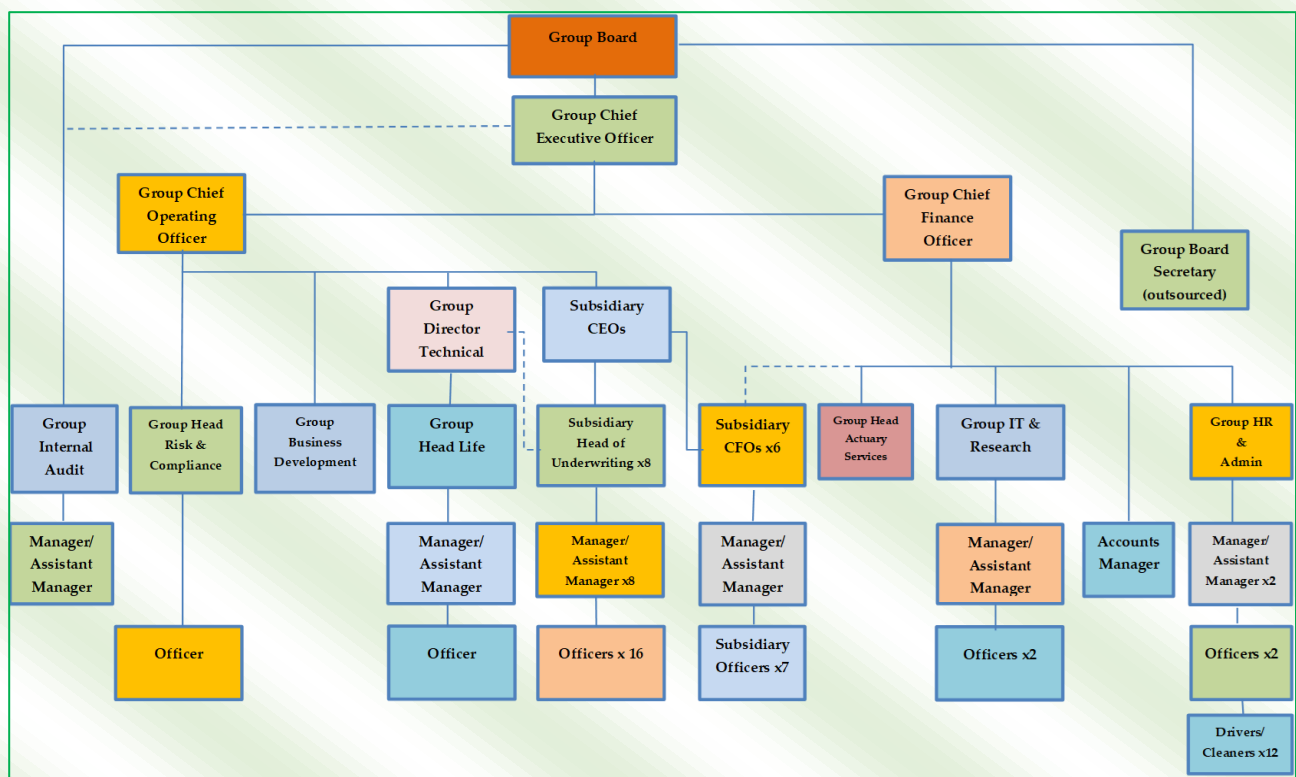 Group Board
Group Chief
Executive Officer
Group Chief
Operating
Officer
Group Chief
Finance
Officer
Group Board
Secretary
(outsourced)
Group
Director
Technical
Subsidiary
CEOs
Group
Internal
Audit
Group Head
Risk &
Compliance
Group
Business
Development
Group
Head Life
Subsidiary
Head of
Underwriting x8
Subsidiary
CFOs x6
Group Head
Actuary
Services
Group IT &
Research
Group HR
&
Admin
Manager/
Assistant
Manager
Manager/
Assistant
Manager
Manager/
Assistant
Manager x8
Manager/
Assistant
Manager
Manager/
Assistant
Manager
Accounts
Manager
Manager/
Assistant
Manager x2
Officer
Officer
Officers x 16
Subsidiary
Officers x7
Officers x2
Officers x2
Drivers/
Cleaners x12